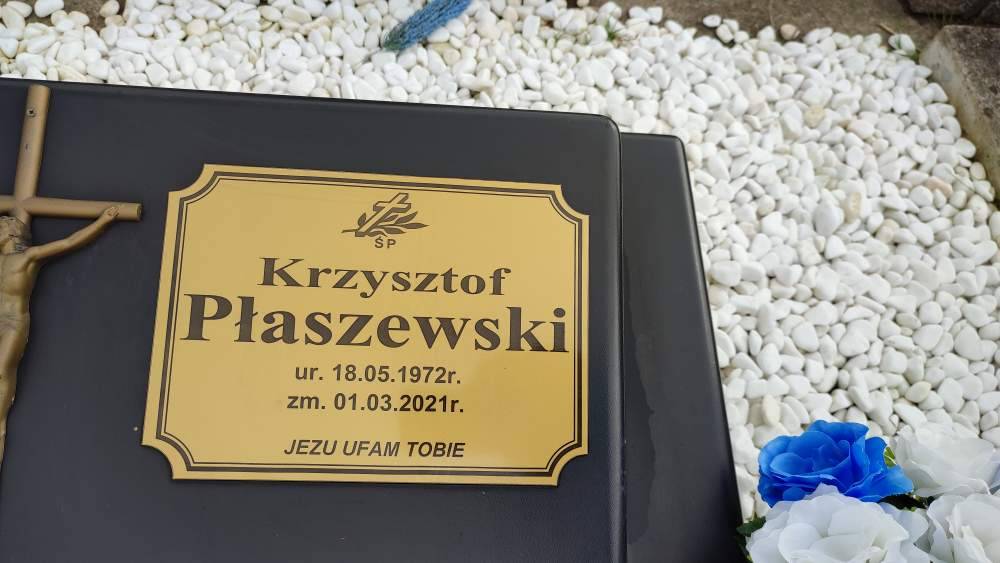 ŚP
Krzysztof
Płaszewski
ur. 18.05.1972r.
zm. 01.03.2021r.
JEZU UFAM TOBIE